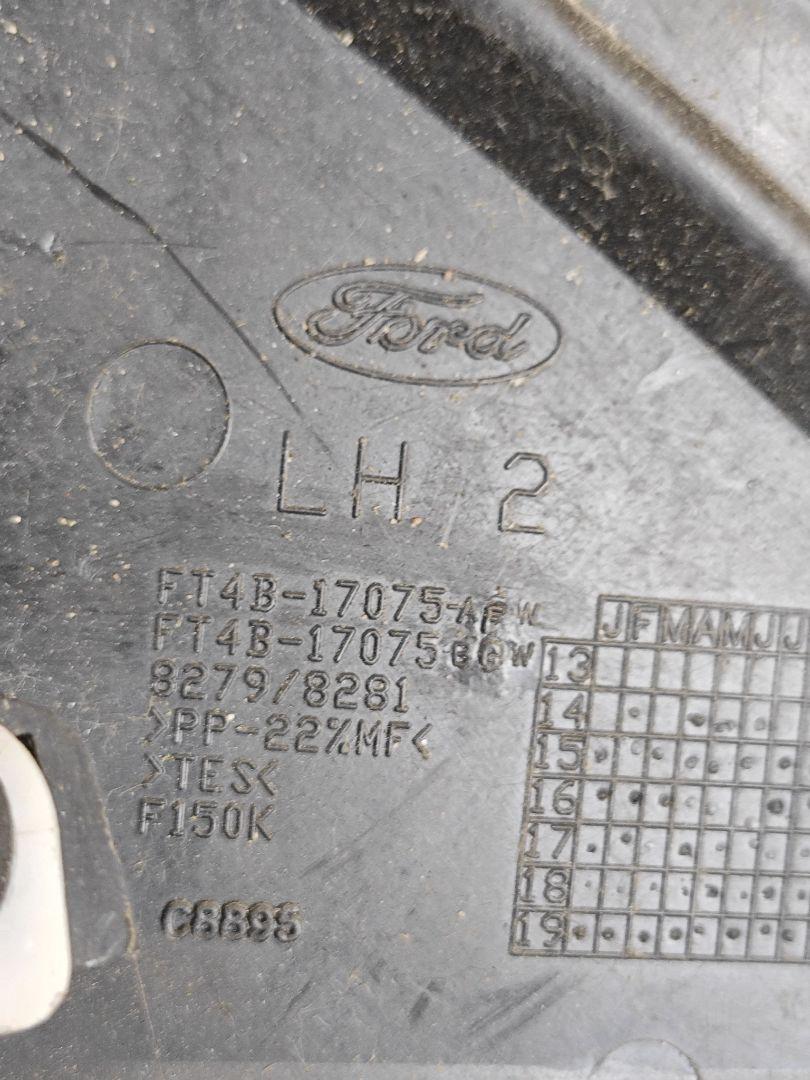 Ford
LH 2
FT4B-17075-A
FT4B-17075-B
8279/8281
>PP-22%MF<
>TES<
F150K
C8895
JFMAMJJ
13
14
15
16
17
18
19